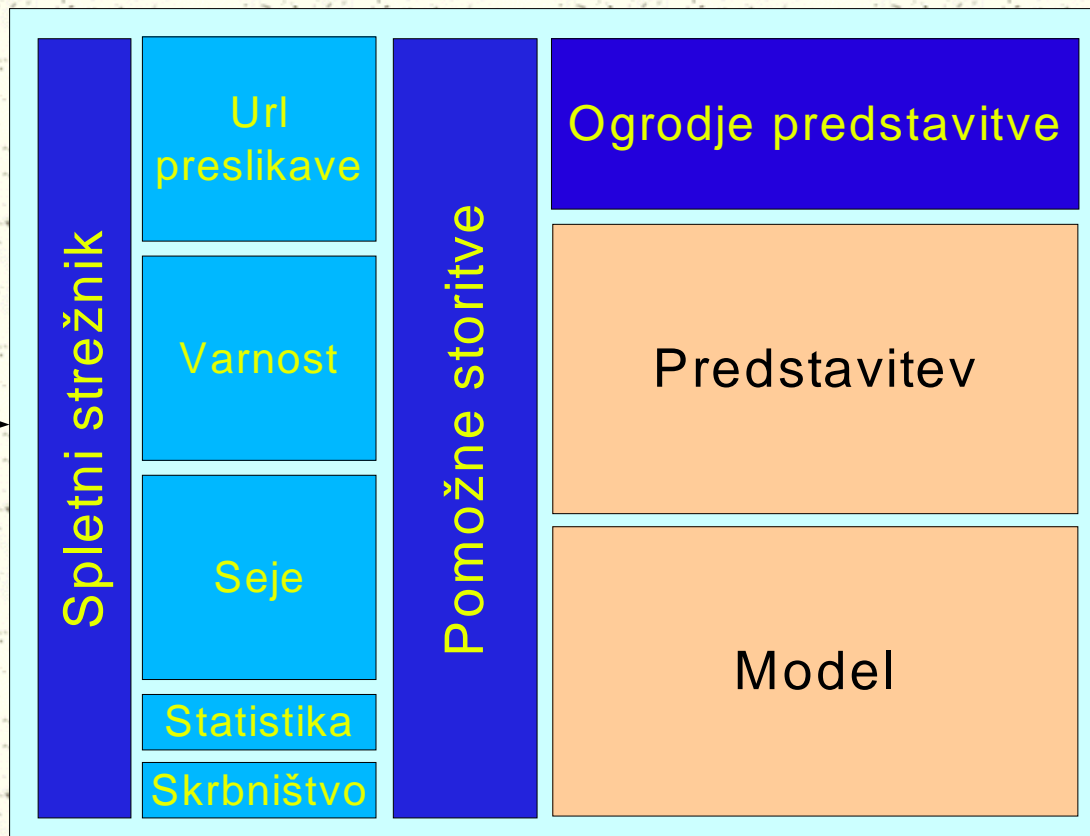 Spletni strežnik
Url
preslikave
Varnost
Seje
Statistika
Skrbništvo
Pomožne storitve
Ogrodje predstavitve
Predstavitev
Model